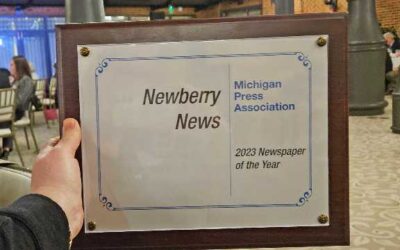 Newberry
News
Michigan
Press
Association
2023 Newspaper
of the Year